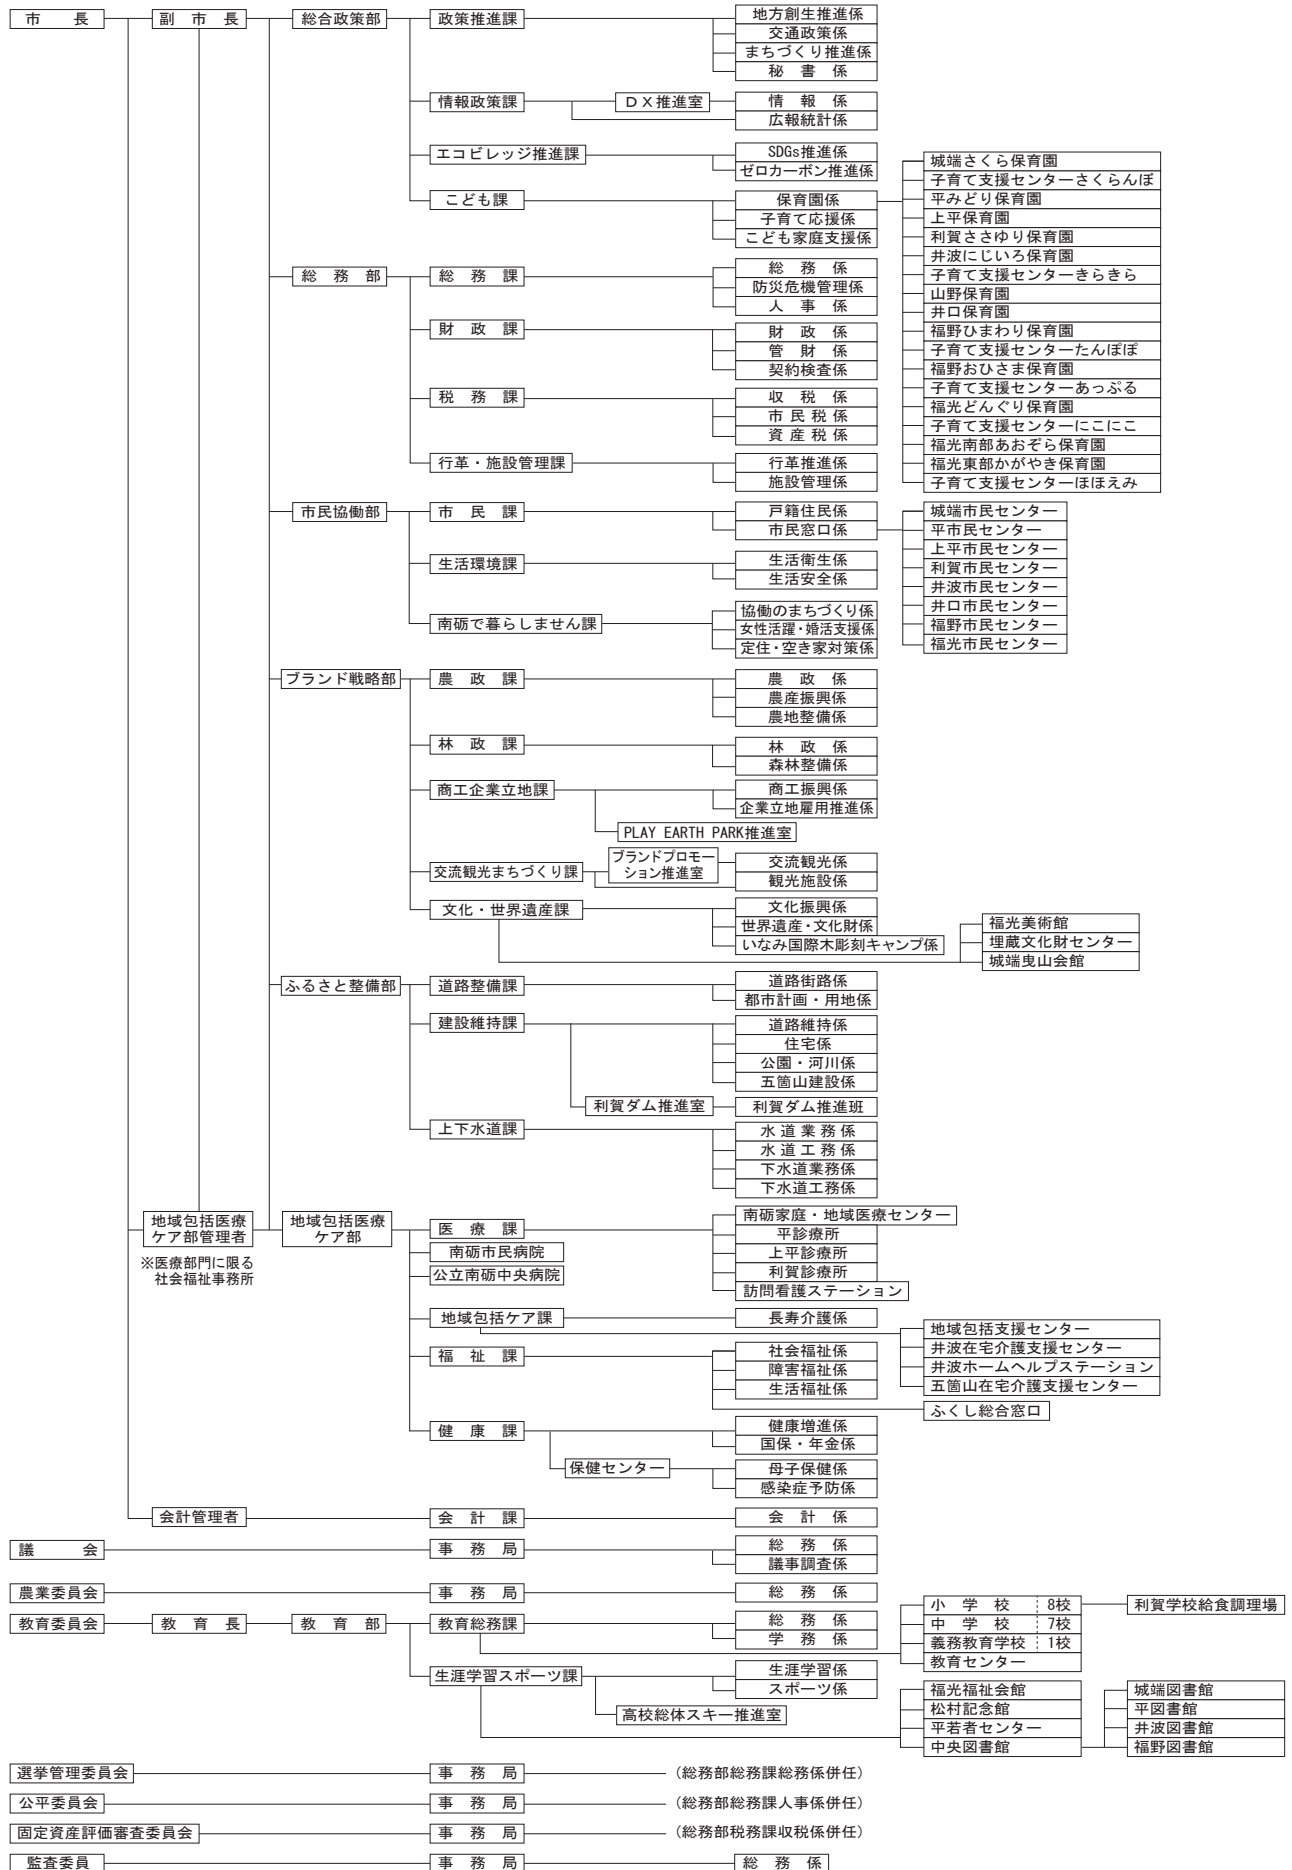 市長 副市長 総合政策部 政策推進課 地方創生推進係
交通政策係
まちづくり推進係
秘書係
情報政策課 DX推進室 情報係
広報統計係
エコビレッジ推進課 SDGs推進係
ゼロカーボン推進係
こども課 保育園係
子育て応援係
こども家庭支援係
城端さくら保育園
子育て支援センターさくらんぼ
平みどり保育園
上平保育園
利賀ささゆり保育園
井波にじいろ保育園
子育て支援センターきらきら
山野保育園
井口保育園
福野ひまわり保育園
子育て支援センターたんぽぽ
福野おひさま保育園
子育て支援センターあっぷる
福光どんぐり保育園
子育て支援センターにこにこ
福光南部あおぞら保育園
福光東部かがやき保育園
子育て支援センターほほえみ
総務部 総務課 総務係
防災危機管理係
人事係
財政課 財政係
管財係
契約検査係
税務課 収税係
市民税係
資産税係
行革・施設管理課 行革推進係
施設管理係
市民協働部 市民課 戸籍住民係
市民窓口係
城端市民センター
平市民センター
上平市民センター
利賀市民センター
井波市民センター
井口市民センター
福野市民センター
福光市民センター
生活環境課 生活衛生係
生活安全係
南砺で暮らしません課 協働のまちづくり係
女性活躍・婚活支援係
定住・空き家対策係
ブランド戦略部 農政課 農政係
農産振興係
農地整備係
林政課 林政係
森林整備係
商工企業立地課 商工振興係
企業立地雇用推進係
PLAY EARTH PARK推進室
交流観光まちづくり課 ブランドプロモー
ション推進室
交流観光係
観光施設係
文化・世界遺産課 文化振興係
世界遺産・文化財係
いなみ国際木彫刻キャンプ係
福光美術館
埋蔵文化財センター
城端曳山会館
ふるさと整備部 道路整備課 道路街路係
都市計画・用地係
建設維持課 道路維持係
住宅係
公園・河川係
五箇山建設係
利賀ダム推進室 利賀ダム推進班
上下水道課 水道業務係
水道工務係
下水道業務係
下水道工務係
地域包括医療
ケア部管理者
※医療部門に限る
社会福祉事務所
地域包括医療
ケア部
医療課 南砺家庭・地域医療センター
平診療所
上平診療所
利賀診療所
訪問看護ステーション
南砺市民病院
公立南砺中央病院
地域包括ケア課 長寿介護係
地域包括支援センター
井波在宅介護支援センター
井波ホームヘルプステーション
五箇山在宅介護支援センター
福祉課 社会福祉係
障害福祉係
生活福祉係
ふくし総合窓口
健康課 健康増進係
国保・年金係
保健センター 母子保健係
感染症予防係
会計管理者 会計課 会計係
議会 事務局 総務係
議事調査係
農業委員会 事務局 総務係
教育委員会 教育長 教育部 教育総務課 総務係
学務係
小学校 8校 利賀学校給食調理場
中学校 7校
義務教育学校 1校
教育センター
生涯学習スポーツ課 生涯学習係
スポーツ係
高校総体スキー推進室
福光福祉会館
松村記念館
平若者センター
中央図書館
城端図書館
平図書館
井波図書館
福野図書館
選挙管理委員会 事務局 (総務部総務課総務係併任)
公平委員会 事務局 (総務部総務課人事係併任)
固定資産評価審査委員会 事務局 (総務部税務課収税係併任)
監査委員 事務局 総務係